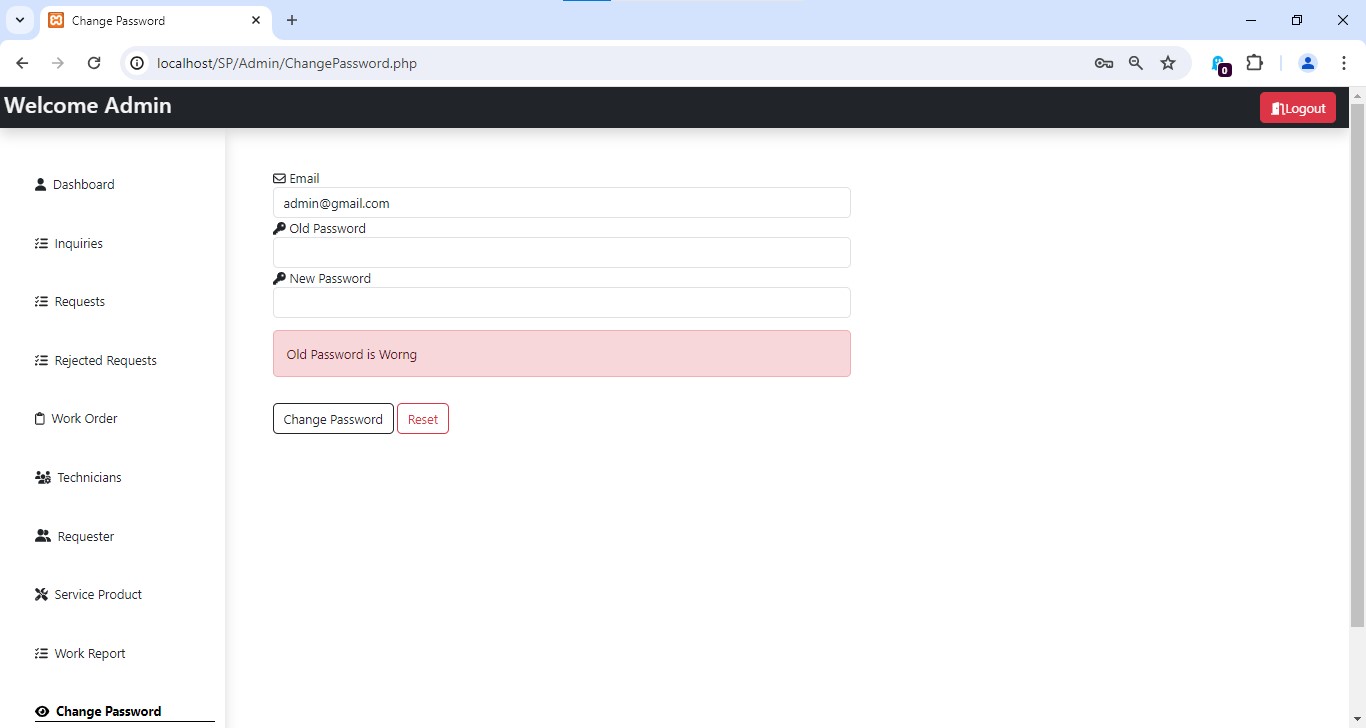 Change Password
localhost/SP/Admin/ChangePassword.php
0
Welcome Admin
Logout
Dashboard
Inquiries
Requests
Rejected Requests
Work Order
Technicians
Requester
Service Product
Work Report
Change Password
Email
admin@gmail.com
Old Password
New Password
Old Password is Worng
Change Password Reset